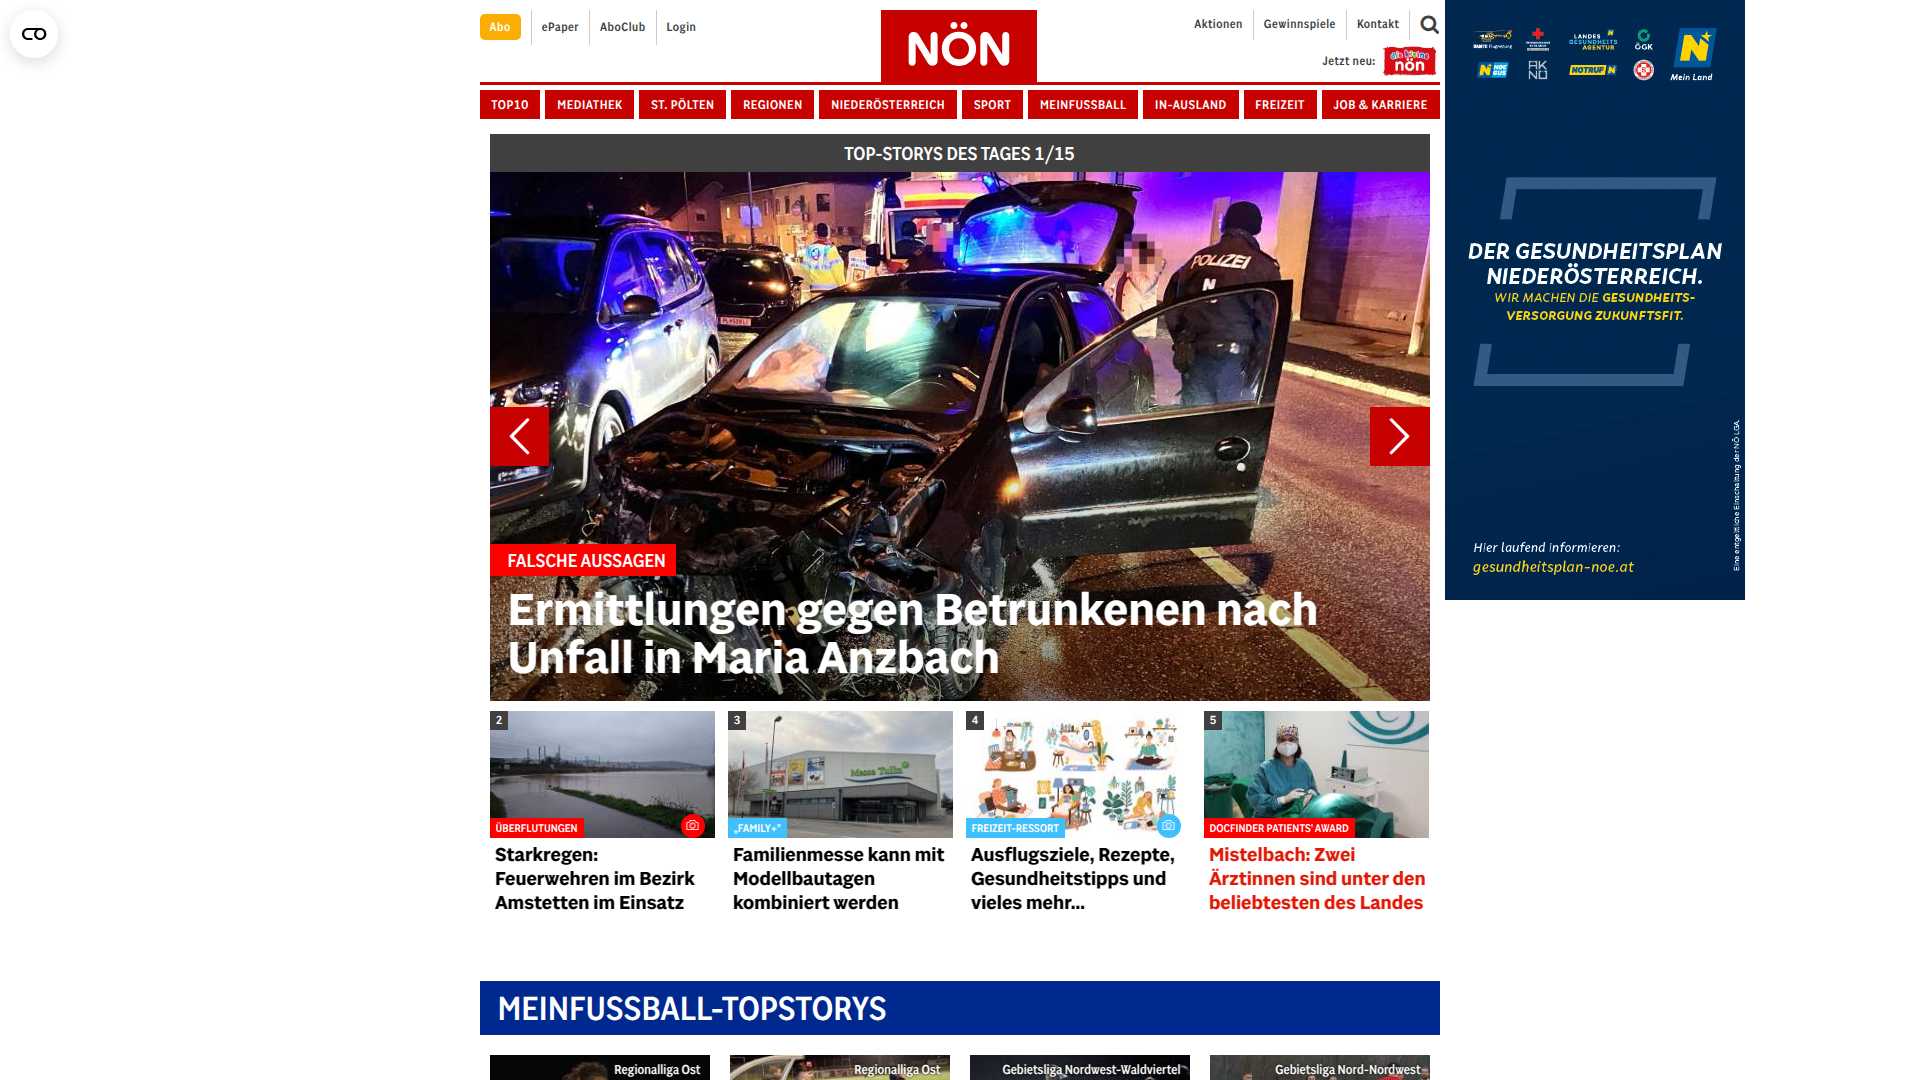 Abo
ePaper
AboClub
Login
NÖN
Aktionen
Gewinnspiele
Kontakt
Jetzt neu:
die kleine
nön
TOP10
MEDIATHEK
ST. PÖLTEN
REGIONEN
NIEDERÖSTERREICH
SPORT
MEINFUSSBALL
IN-AUSLAND
FREIZEIT
JOB & KARRIERE
TOP-STORYS DES TAGES 1/15
POLIZEI
FALSCHE AUSSAGEN
Ermittlungen gegen Betrunkenen nach
Unfall in Maria Anzbach
2
ÜBERFLUTUNGEN
Starkregen:
Feuerwehren im Bezirk
Amstetten im Einsatz
3
Messe Tulln
„FAMILY+“
Familienmesse kann mit
Modellbautagen
kombiniert werden
4
FREIZEIT-RESSORT
Ausflugsziele, Rezepte,
Gesundheitstipps und
vieles mehr...
5
DOCFINDER PATIENTS' AWARD
Mistelbach: Zwei
Ärztinnen sind unter den
beliebtesten des Landes
MEINFUSSBALL-TOPSTORYS
Regionalliga Ost
Regionalliga Ost
Gebietsliga Nordwest-Waldviertel
Gebietsliga Nord-Nordwest
LANDES
GESUNDHEITS
AGENTUR
ÖGK
N
Mein Land
NOE
BUS
AK
NÖ
NOTRUF N
DER GESUNDHEITSPLAN
NIEDERÖSTERREICH.
WIR MACHEN DIE GESUNDHEITS-
VERSORGUNG ZUKUNFTSFIT.
Hier laufend informieren:
gesundheitsplan-noe.at
Eine entgeltliche Einschaltung der NÖ LGA.